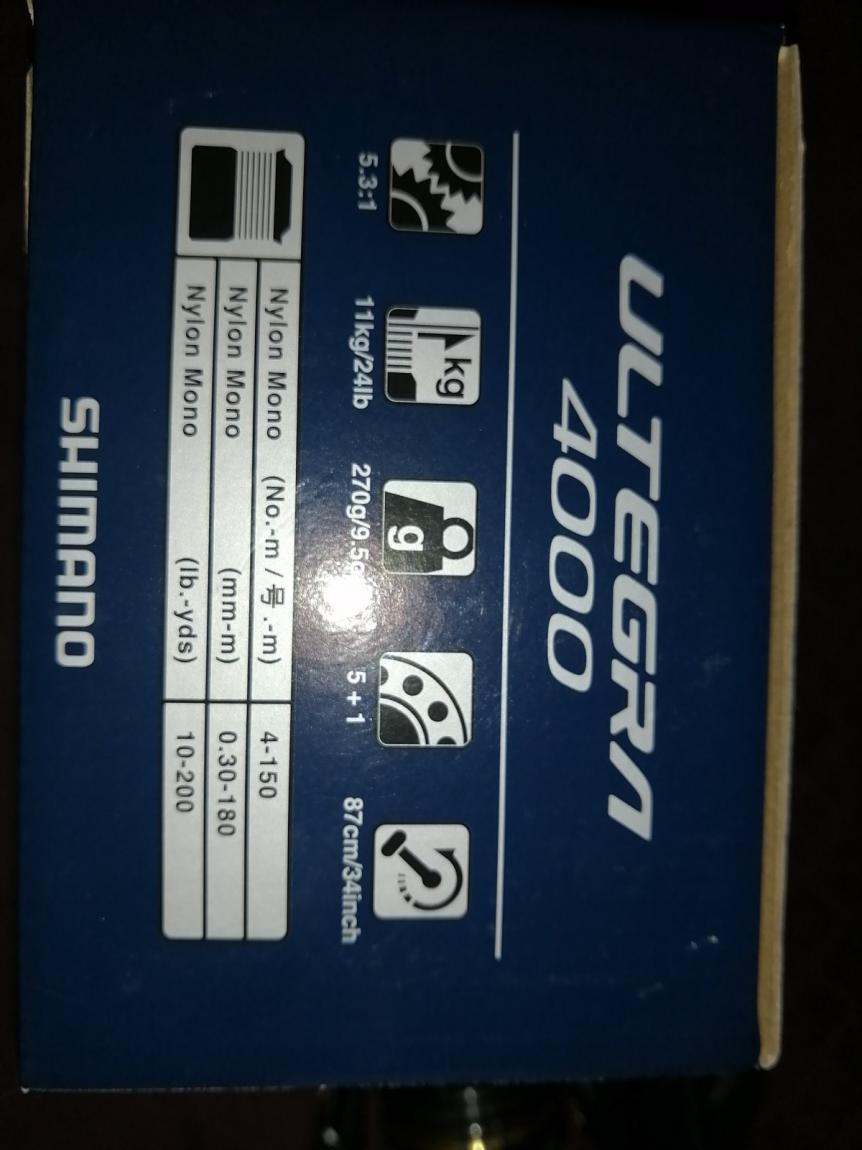 ULTEGRA
4000
5.3:1 11kg/24lb 270g/9.5 5 + 1 87cm/34inch
kg
g
Nylon Mono (No.-m / 号.-m) 4-150
Nylon Mono (mm-m) 0.30-180
Nylon Mono (lb.-yds) 10-200
SHIMANO